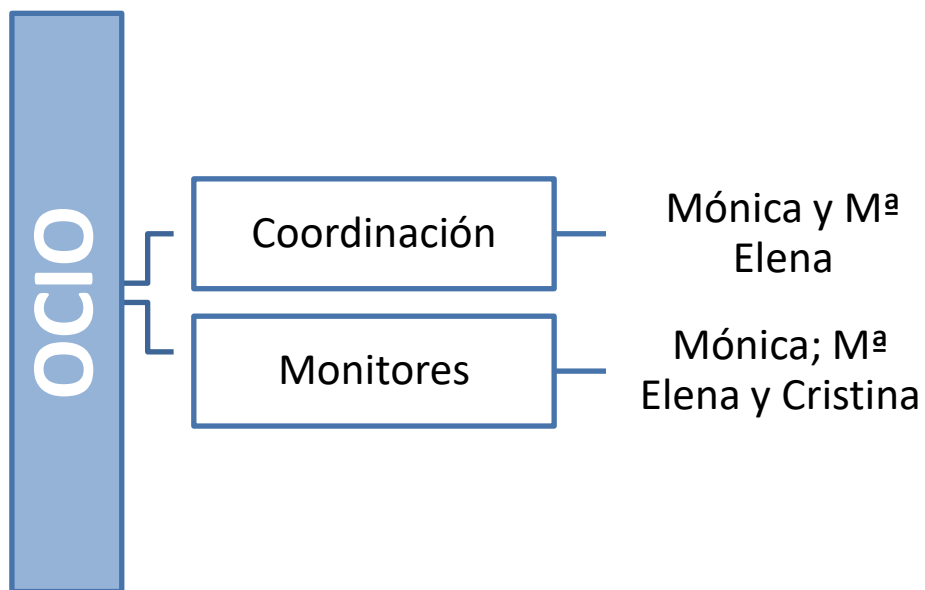 OCIO
Coordinación
Mónica y Mª
Elena
Monitores
Mónica; Mª
Elena y Cristina